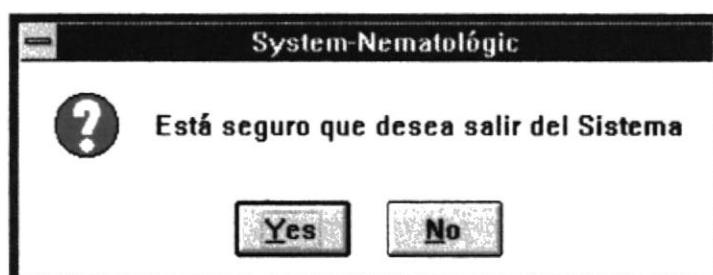 System-Nematológic
Está seguro que desea salir del Sistema
Yes No